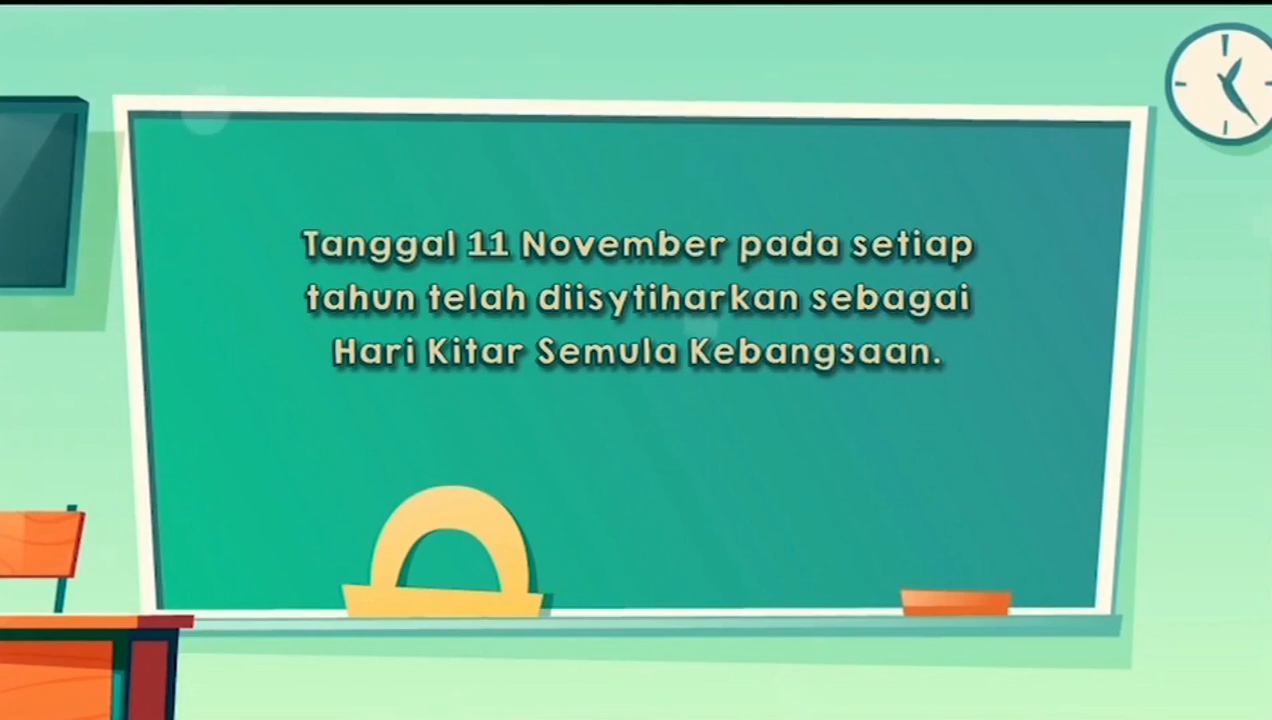 Tanggal 11 November pada setiap
tahun telah diisytiharkan sebagai
Hari Kitar Semula Kebangsaan.